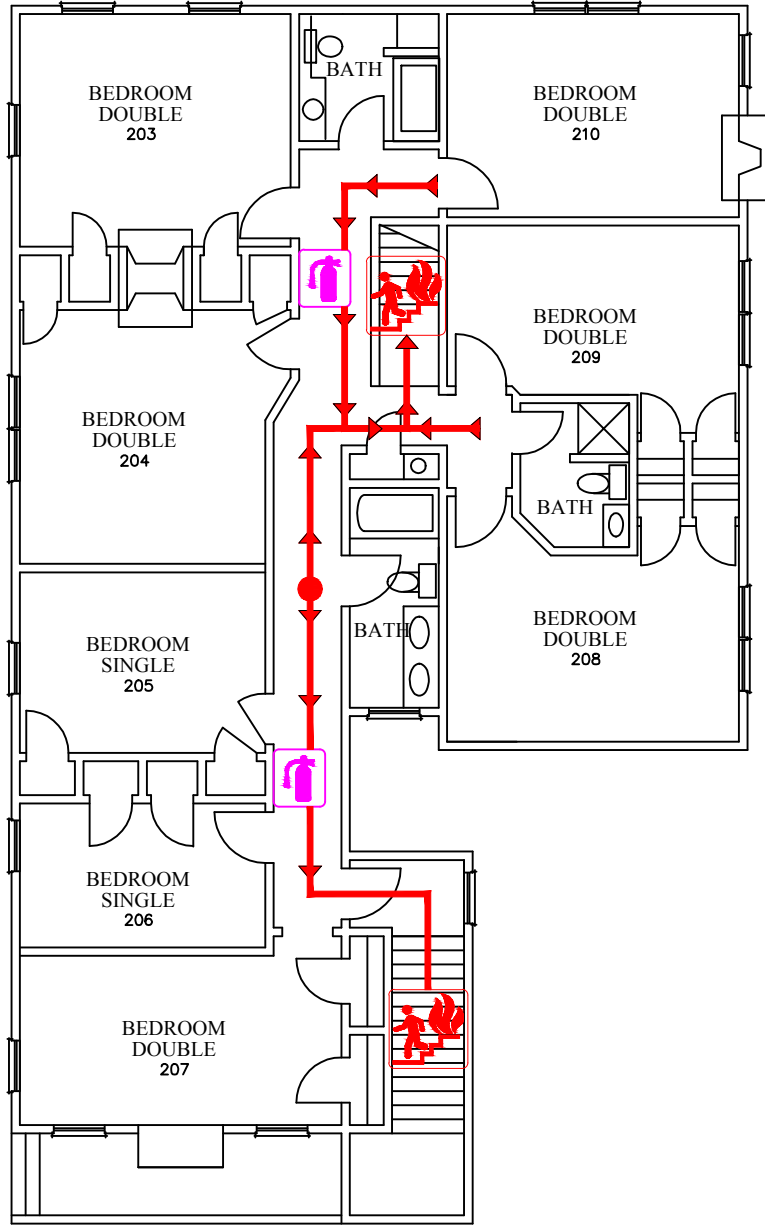 BATH
BEDROOM
DOUBLE
203
BEDROOM
DOUBLE
210
BEDROOM
DOUBLE
209
BEDROOM
DOUBLE
204
BATH
BATH
BEDROOM
DOUBLE
208
BEDROOM
SINGLE
205
BEDROOM
SINGLE
206
BEDROOM
DOUBLE
207